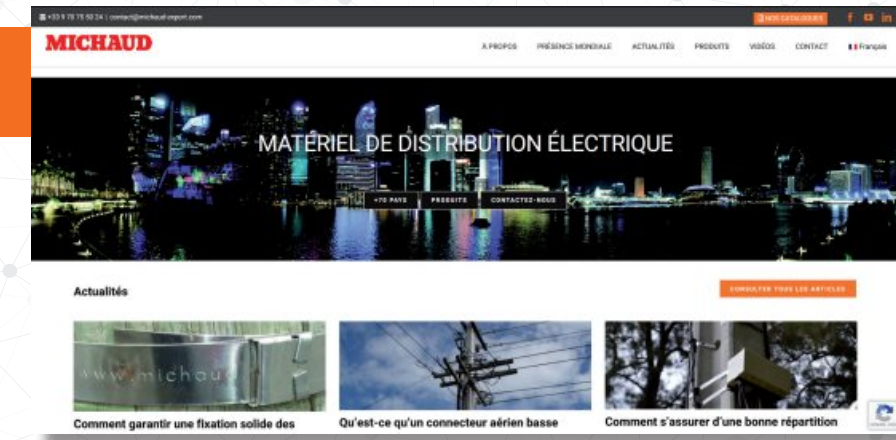 +33 9 70 75 50 24 | contact@michaud-export.com
NOS CATALOGUES
MICHAUD
À PROPOS PRÉSENCE MONDIALE ACTUALITÉS PRODUITS VIDÉOS CONTACT Français
MATÉRIEL DE DISTRIBUTION ÉLECTRIQUE
+70 PAYS PRODUITS CONTACTEZ-NOUS
Actualités
CONSULTER TOUS LES ARTICLES
www.michau
Comment garantir une fixation solide des
Qu'est-ce qu'un connecteur aérien basse
Comment s'assurer d'une bonne répartition